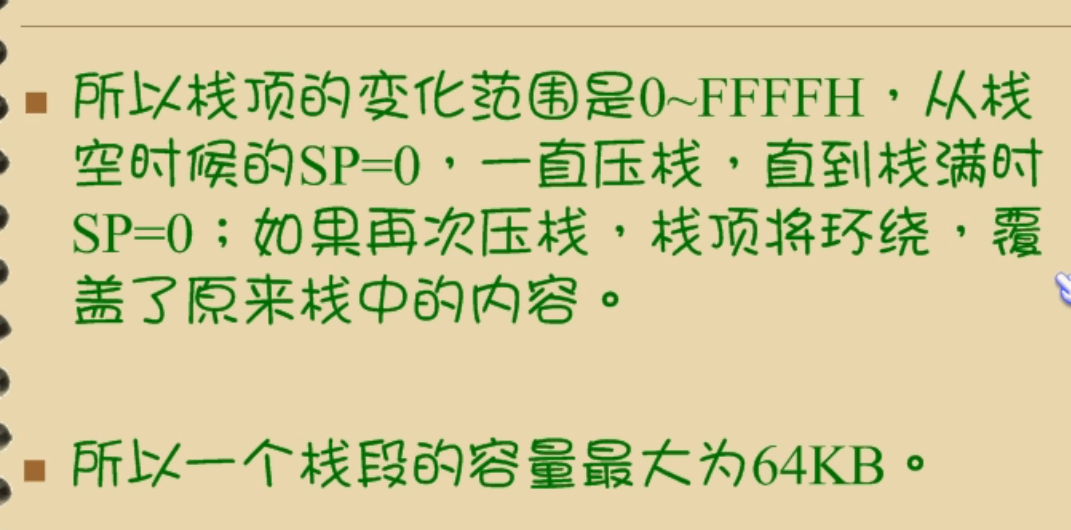 所以栈顶的变化范围是0~FFFFH，从栈
空时候的SP=0，一直压栈，直到栈满时
SP=0；如果再次压栈，栈顶将环绕，覆
盖了原来栈中的内容。
所以一个栈段的容量最大为64KB。